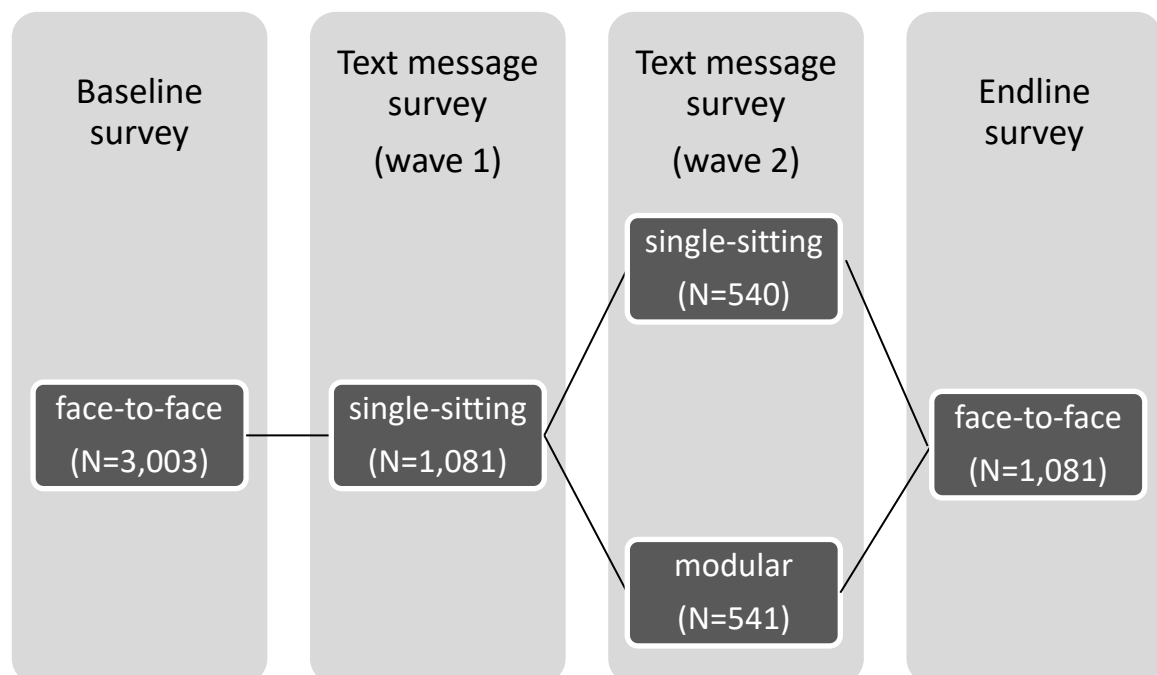 Baseline
survey
face-to-face
(N=3,003)
Text message
survey
(wave 1)
single-sitting
(N=1,081)
Text message
survey
(wave 2)
single-sitting
(N=540)
modular
(N=541)
Endline
survey
face-to-face
(N=1,081)